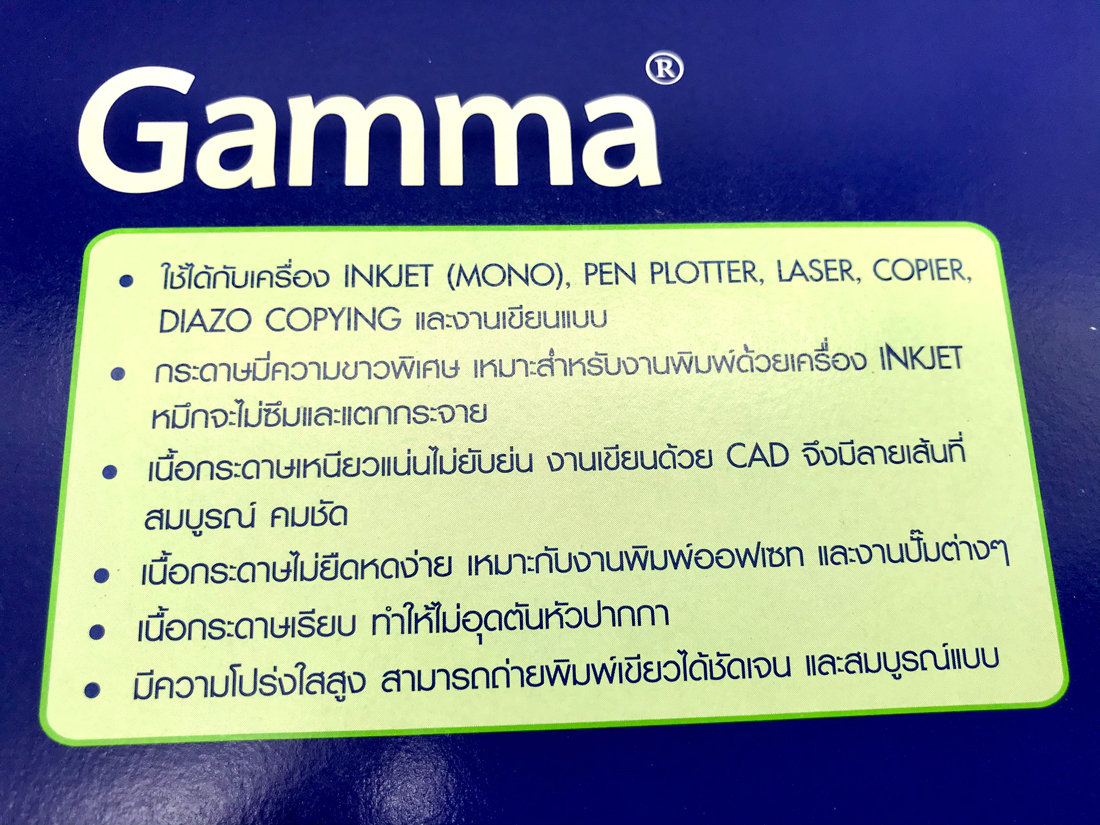 Gamma®
• ใช้ได้กับเครื่อง INKJET (MONO), PEN PLOTTER, LASER, COPIER,
DIAZO COPYING และงานเขียนแบบ
• กระดาษมีความขาวพิเศษ เหมาะสำหรับงานพิมพ์ด้วยเครื่อง INKJET
หมึกจะไม่ซึมและแตกกระจาย
• เนื้อกระดาษเหนียวแน่นไม่ยับย่น งานเขียนด้วย CAD จึงมีลายเส้นที่
สมบูรณ์ คมชัด
• เนื้อกระดาษไม่ยืดหดง่าย เหมาะกับงานพิมพ์ออฟเซท และงานปั๊มต่างๆ
• เนื้อกระดาษเรียบ ทำให้ไม่อุดตันหัวปากกา
• มีความโปร่งใสสูง สามารถถ่ายพิมพ์เขียวได้ชัดเจน และสมบูรณ์แบบ